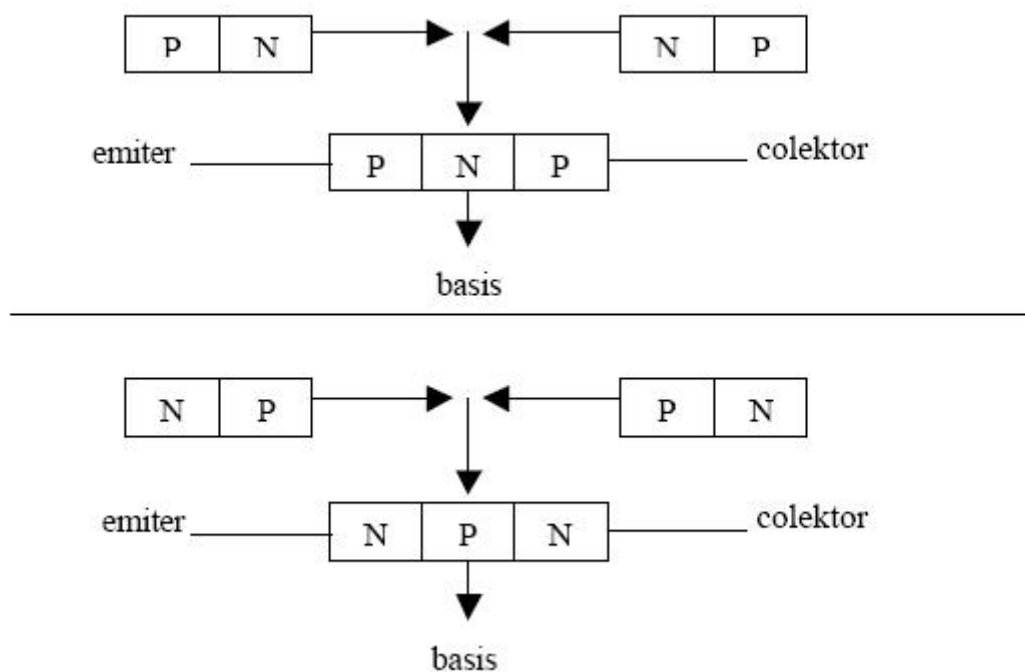 P N N P
emiter P N P colektor
basis
N P P N
emiter N P N colektor
basis